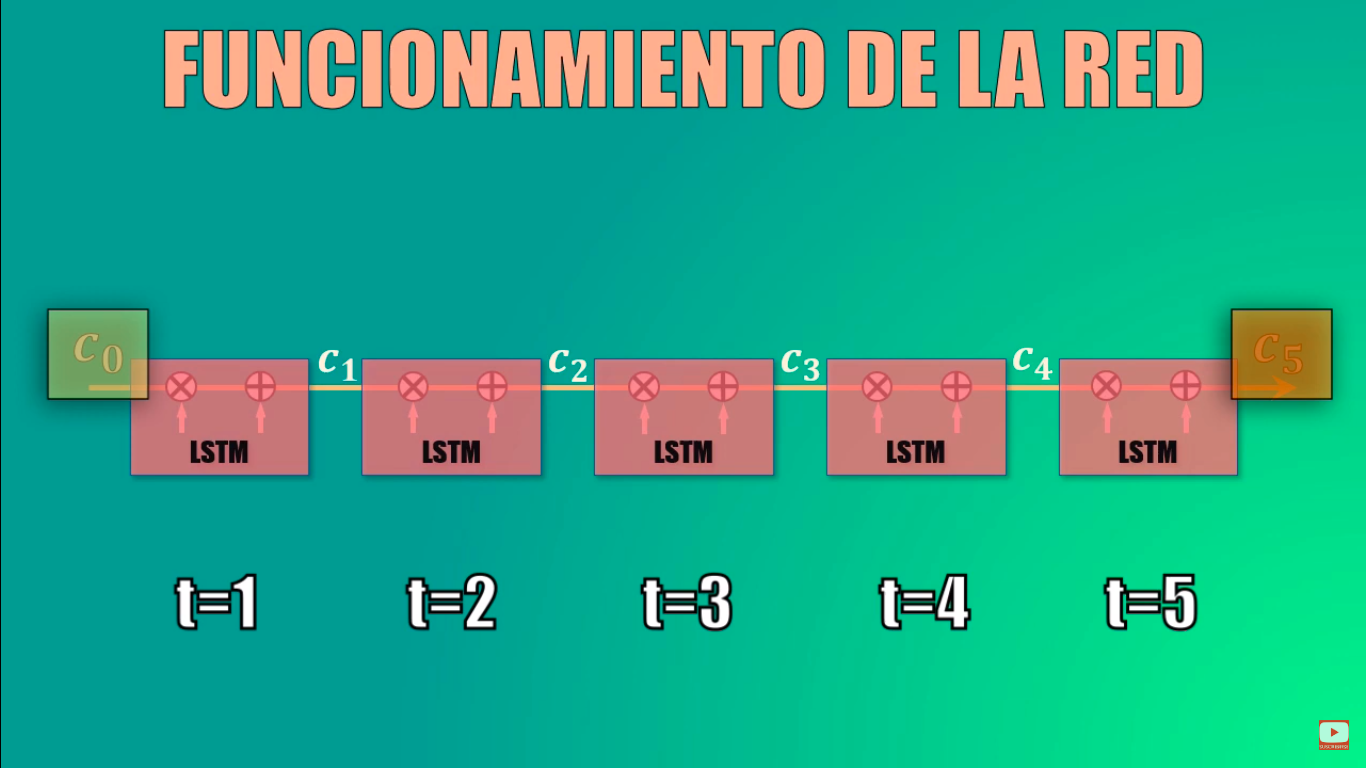 FUNCIONAMIENTO DE LA RED
c0 c1 c2 c3 c4 c5
LSTM LSTM LSTM LSTM LSTM
t=1 t=2 t=3 t=4 t=5